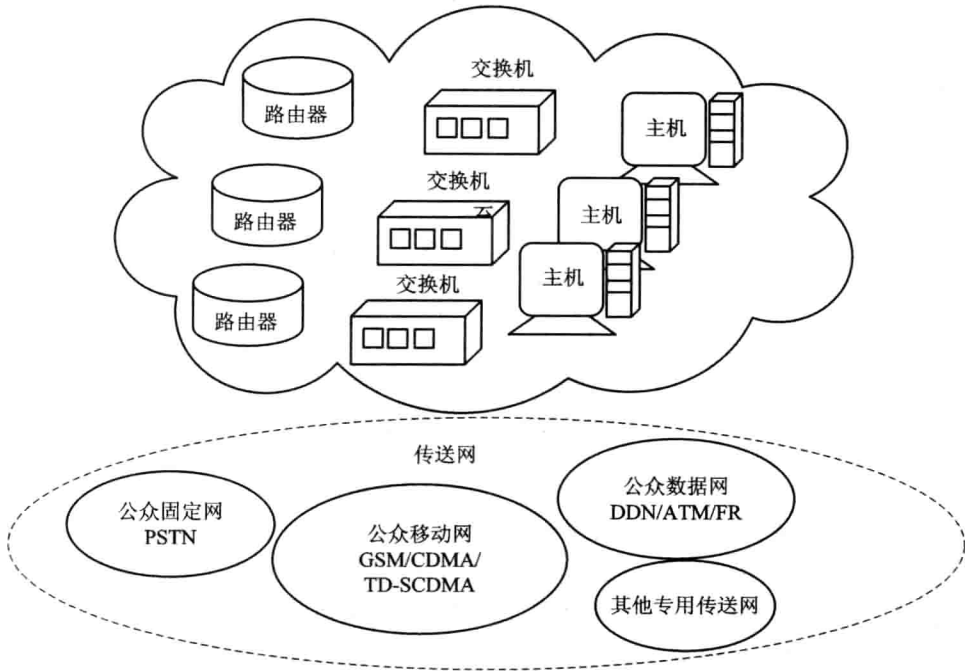 交换机
路由器
主机
交换机
云
路由器
主机
交换机
主机
路由器
传送网
公众固定网
PSTN
公众移动网
GSM/CDMA/
TD-SCDMA
公众数据网
DDN/ATM/FR
其他专用传送网